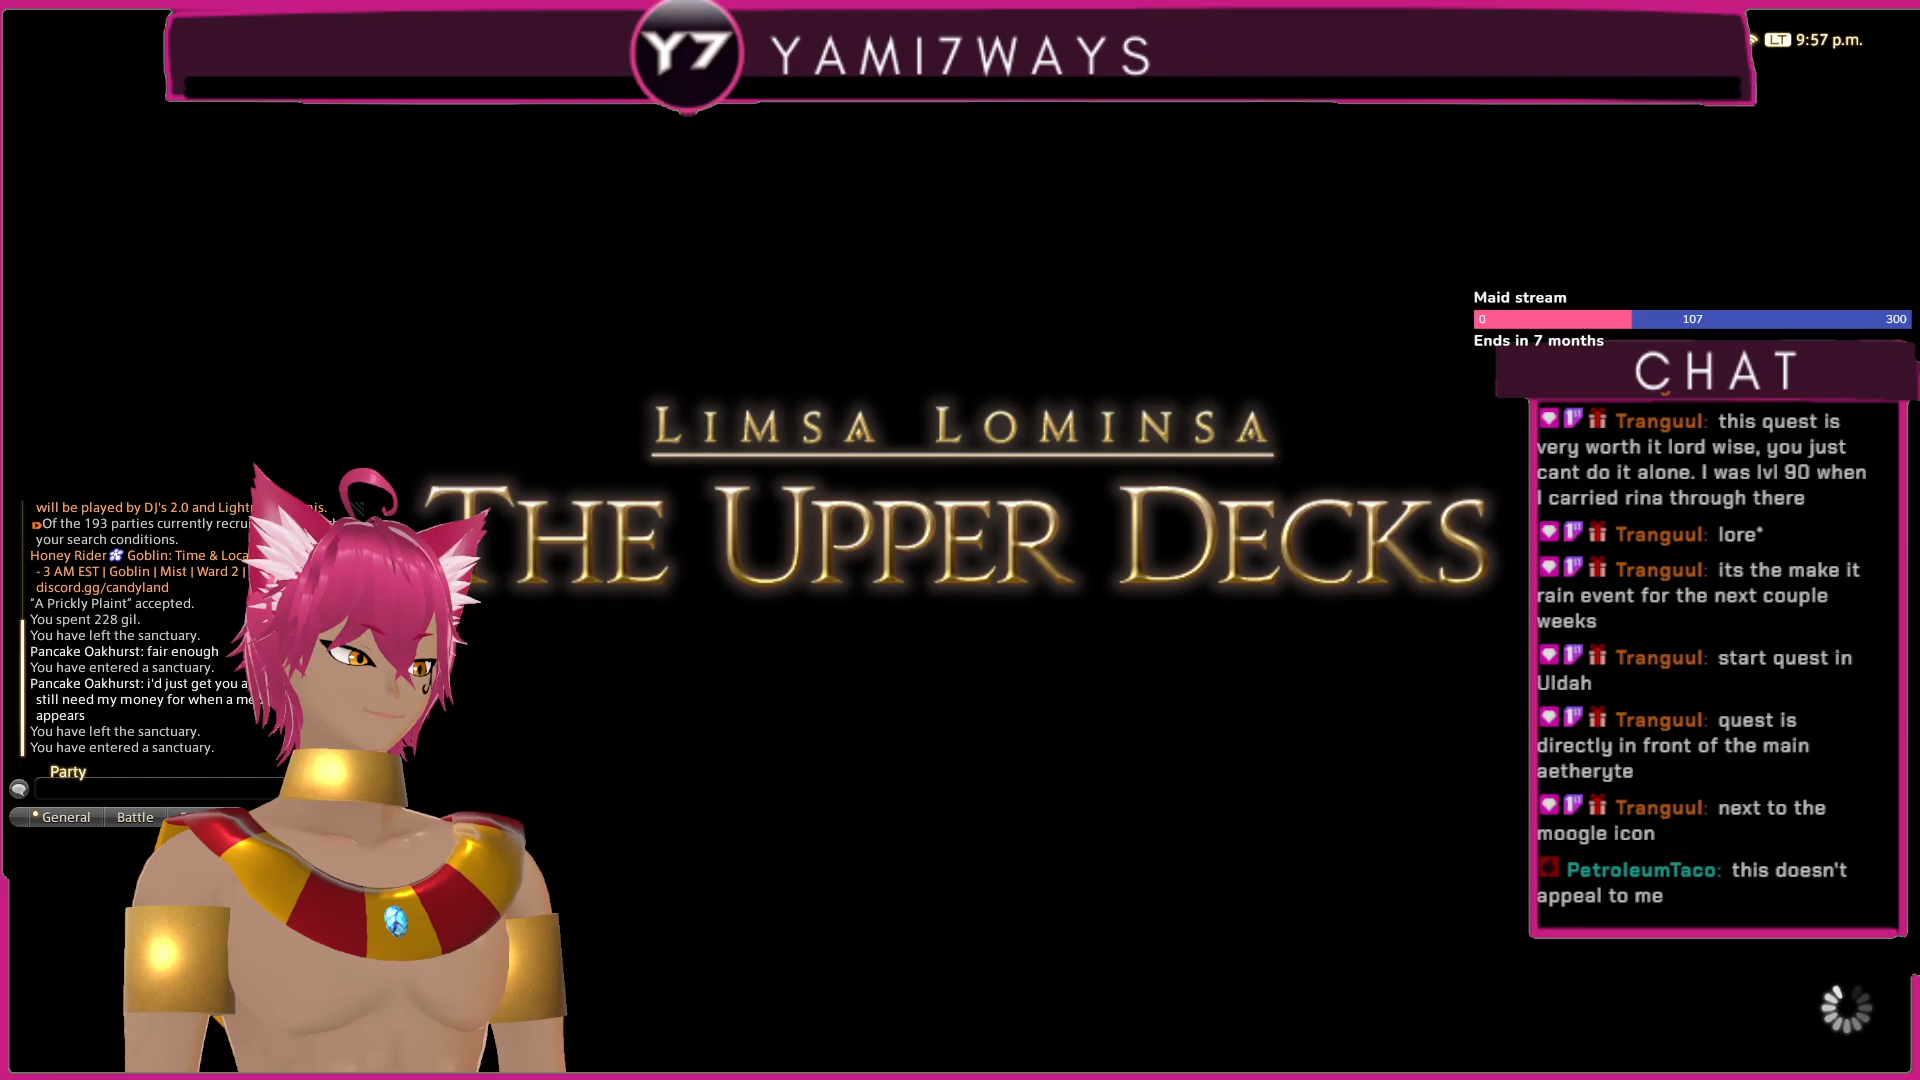 Y7 YAMI7WAYS
LT 9:57 p.m.
Maid stream
0 107 300
Ends in 7 months
CHAT
Tranguul: this quest is
very worth it lord wise, you just
cant do it alone. I was lvl 90 when
I carried rina through there
Tranguul: lore*
Tranguul: its the make it
rain event for the next couple
weeks
Tranguul: start quest in
Uldah
Tranguul: quest is
directly in front of the main
aetheryte
Tranguul: next to the
moogle icon
PetroleumTaco: this doesn't
appeal to me
LIMSA LOMINSA
THE UPPER DECKS
will be played by DJ's 2.0 and
Of the 193 parties currently
your search conditions.
Honey Rider Goblin: Time &
- 3 AM EST | Goblin | Mist | Ward 2 |
discord.gg/candyland
"A Prickly Plaint" accepted.
You spent 228 gil.
You have left the sanctuary.
Pancake Oakhurst: fair enough
You have entered a sanctuary.
Pancake Oakhurst: i'd just get you a
still need my money for when a
appears
You have left the sanctuary.
You have entered a sanctuary.
Party
General Battle